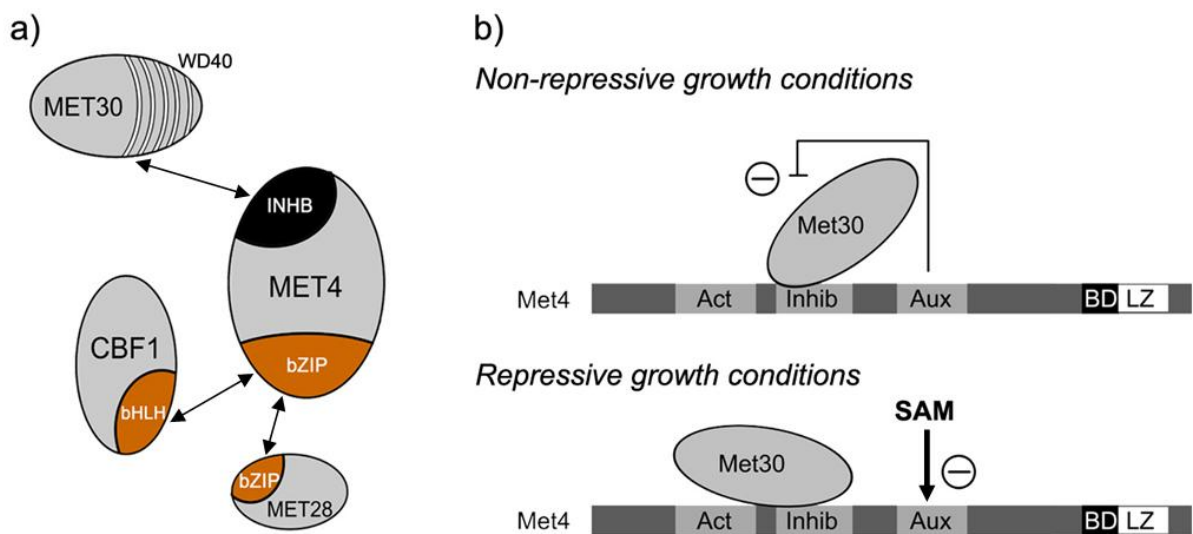 a)
WD40
MET30
INHB
MET4
CBF1
bZIP
bHLH
bZIP
MET28
b)
Non-repressive growth conditions
Met30
Met4 Act Inhib Aux BD LZ
Repressive growth conditions
SAM
Met30
Met4 Act Inhib Aux BD LZ